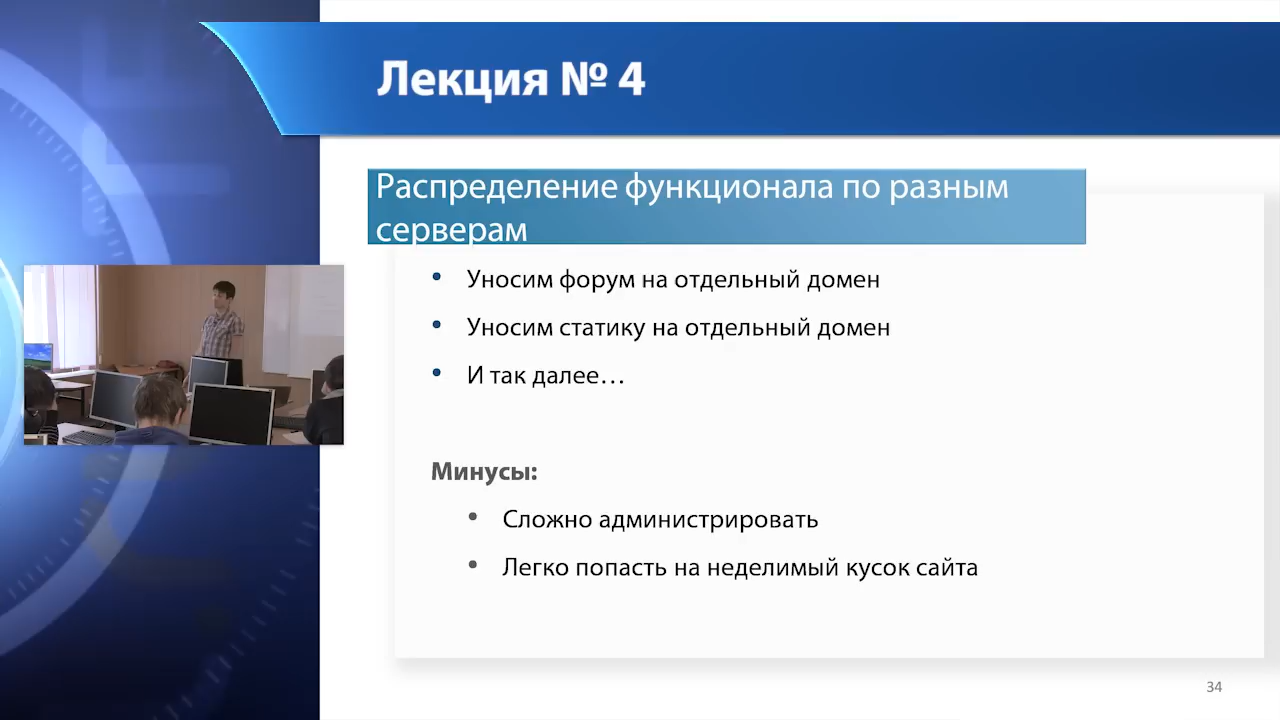 Лекция № 4
Распределение функционала по разным
серверам
• Уносим форум на отдельный домен
• Уносим статику на отдельный домен
• И так далее…
Минусы:
• Сложно администрировать
• Легко попасть на неделимый кусок сайта
34